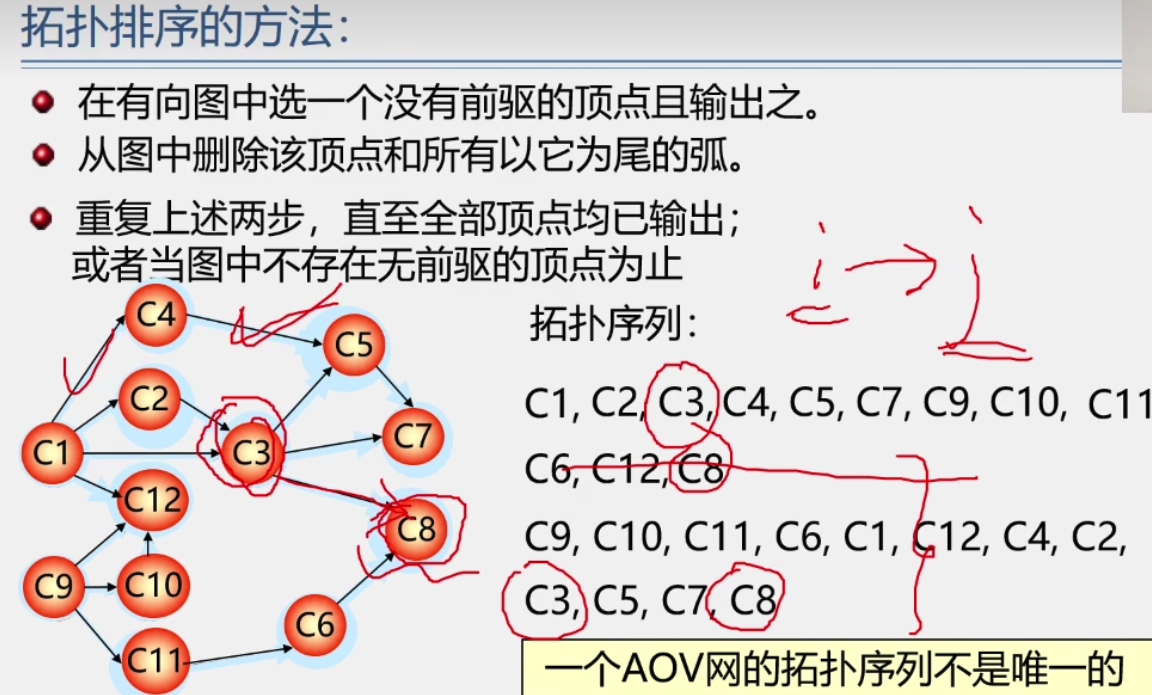 拓扑排序的方法：
在有向图中选一个没有前驱的顶点且输出之。
从图中删除该顶点和所有以它为尾的弧。
重复上述两步，直至全部顶点均已输出；
或者当图中不存在无前驱的顶点为止
i → j
拓扑序列：
C1, C2, C3, C4, C5, C7, C9, C10, C11
C6, C12, C8
C9, C10, C11, C6, C1, C12, C4, C2,
C3, C5, C7, C8
一个AOV网的拓扑序列不是唯一的
C4
C5
C2
C7
C1
C3
C12
C8
C9
C10
C6
C11